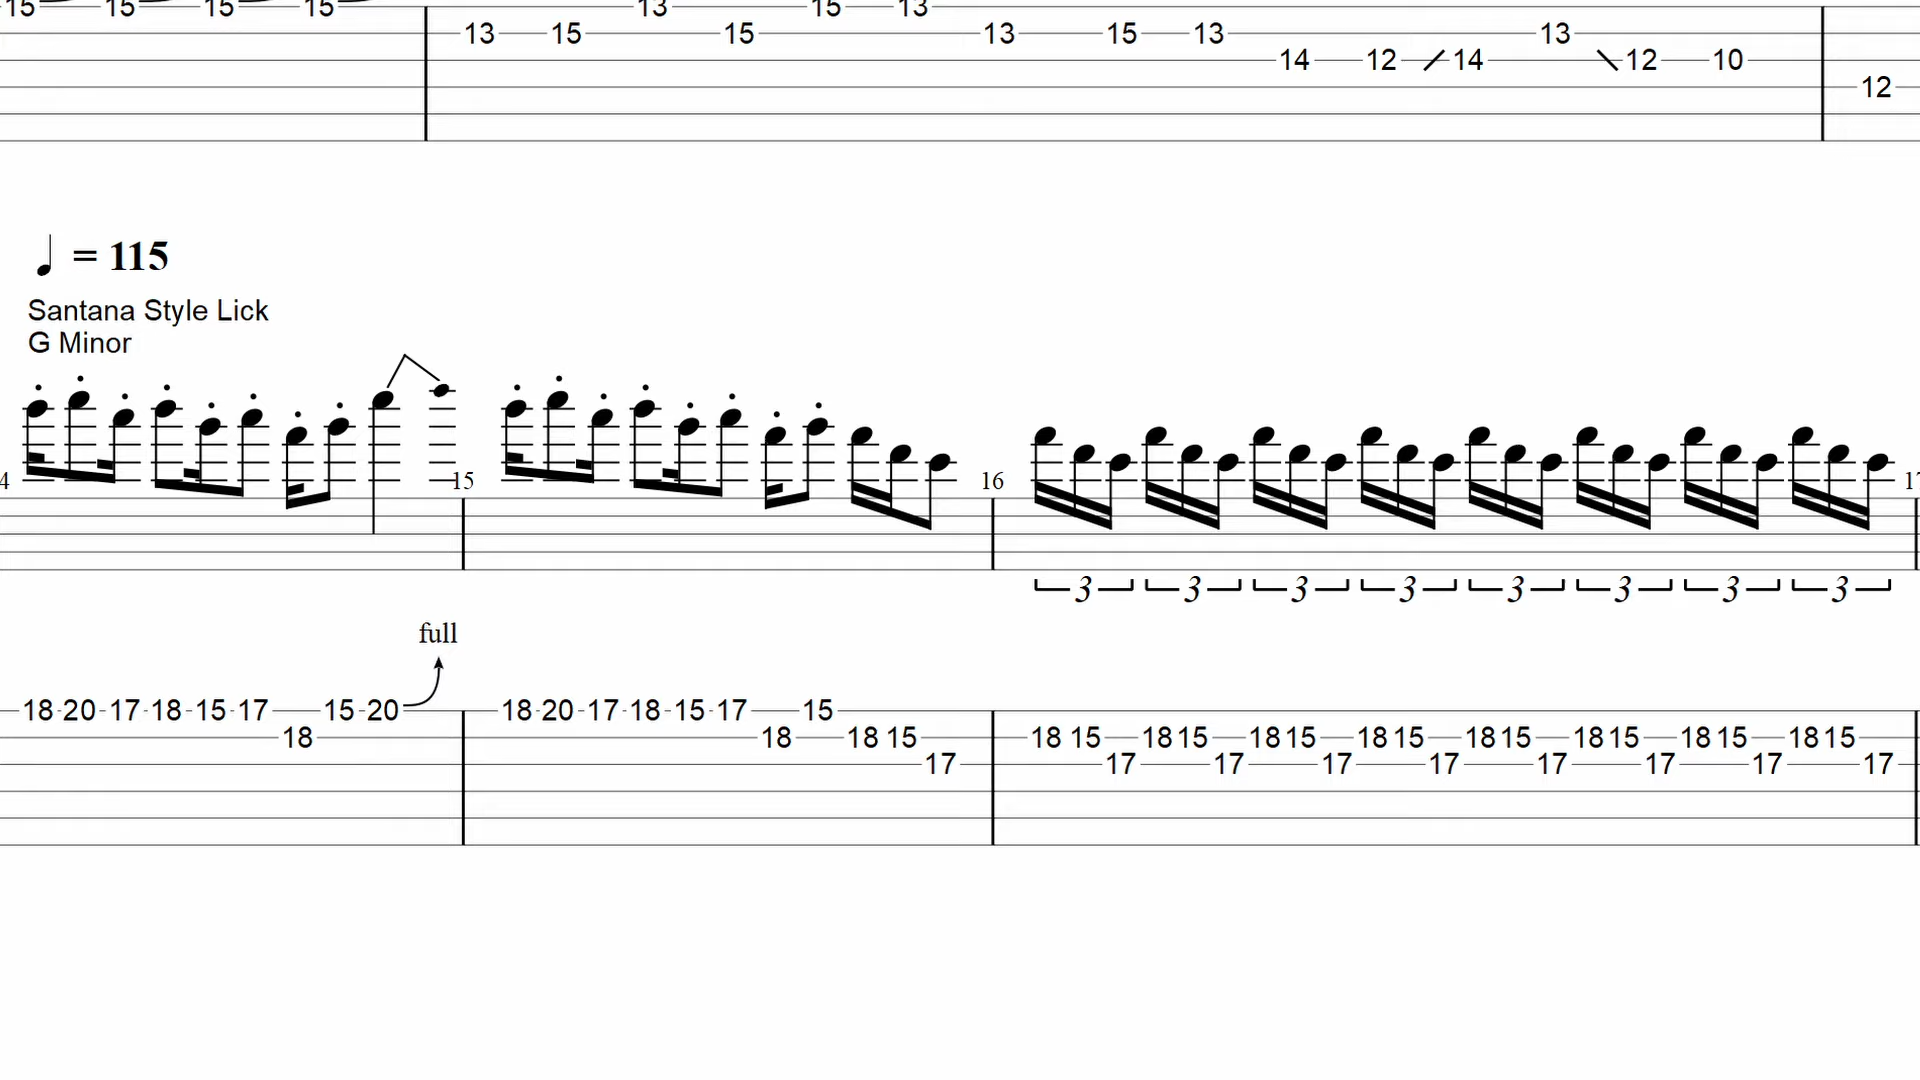 15 15 15 15 13 15 13
13 15 15 13 15 13 13
14 12 14 12 10
12
= 115
Santana Style Lick
G Minor
4 15 16 17
3 3 3 3 3 3 3 3
full
18 20 17 18 15 17 15 20 18 20 17 18 15 17 15
18 18 18 15 18 15 18 15 18 15 18 15 18 15 18 15 18 15 18 15
17 17 17 17 17 17 17 17 17